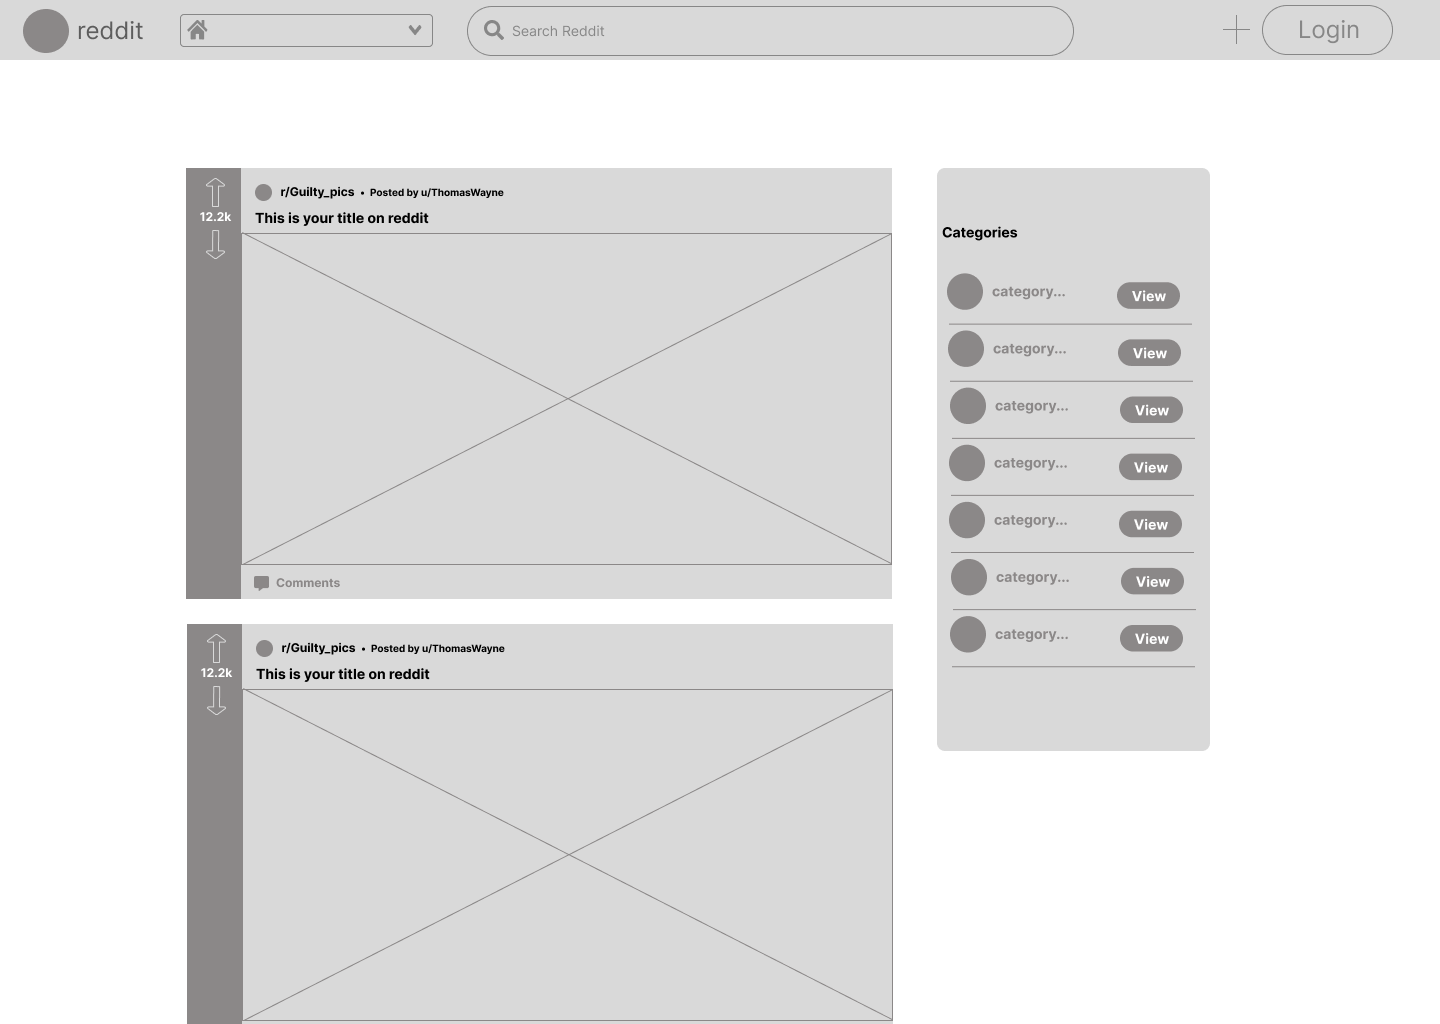 reddit
Search Reddit
Login
r/Guilty_pics • Posted by u/ThomasWayne
12.2k
This is your title on reddit
Comments
r/Guilty_pics • Posted by u/ThomasWayne
12.2k
This is your title on reddit
Categories
category... View
category... View
category... View
category... View
category... View
category... View
category... View